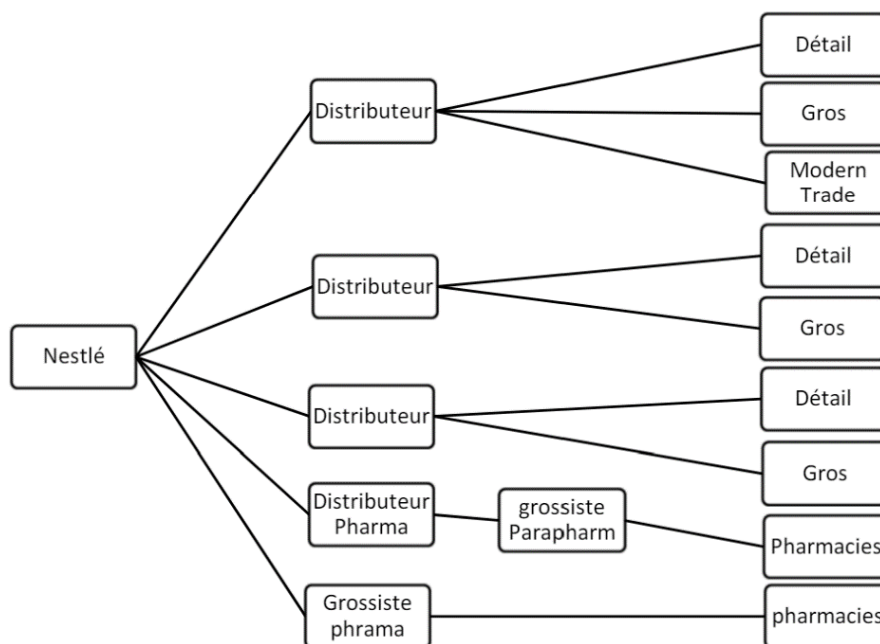 Détail
Distributeur
Gros
Modern
Trade
Détail
Distributeur
Gros
Nestlé
Détail
Distributeur
Gros
Distributeur
Pharma
grossiste
Parapharm
Pharmacies
Grossiste
phrama
pharmacies